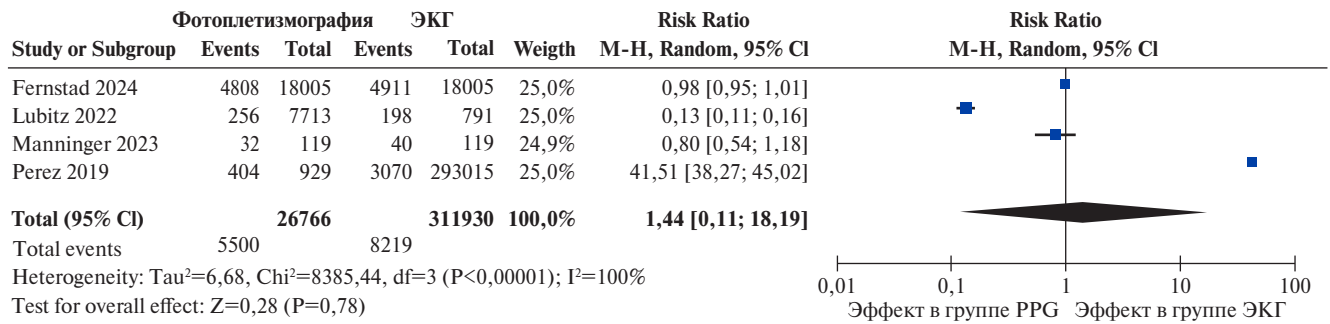 Фотоплетизмография ЭКГ Risk Ratio Risk Ratio
Study or Subgroup Events Total Events Total Weigth M-H, Random, 95% Cl M-H, Random, 95% Cl
Fernstad 2024 4808 18005 4911 18005 25,0% 0,98 [0,95; 1,01]
Lubitz 2022 256 7713 198 791 25,0% 0,13 [0,11; 0,16]
Manninger 2023 32 119 40 119 24,9% 0,80 [0,54; 1,18]
Perez 2019 404 929 3070 293015 25,0% 41,51 [38,27; 45,02]
Total (95% Cl) 26766 311930 100,0% 1,44 [0,11; 18,19]
Total events 5500 8219
Heterogeneity: Tau²=6,68, Chi²=8385,44, df=3 (P<0,00001); I²=100%
Test for overall effect: Z=0,28 (P=0,78)
0,01 0,1 1 10 100
Эффект в группе PPG Эффект в группе ЭКГ